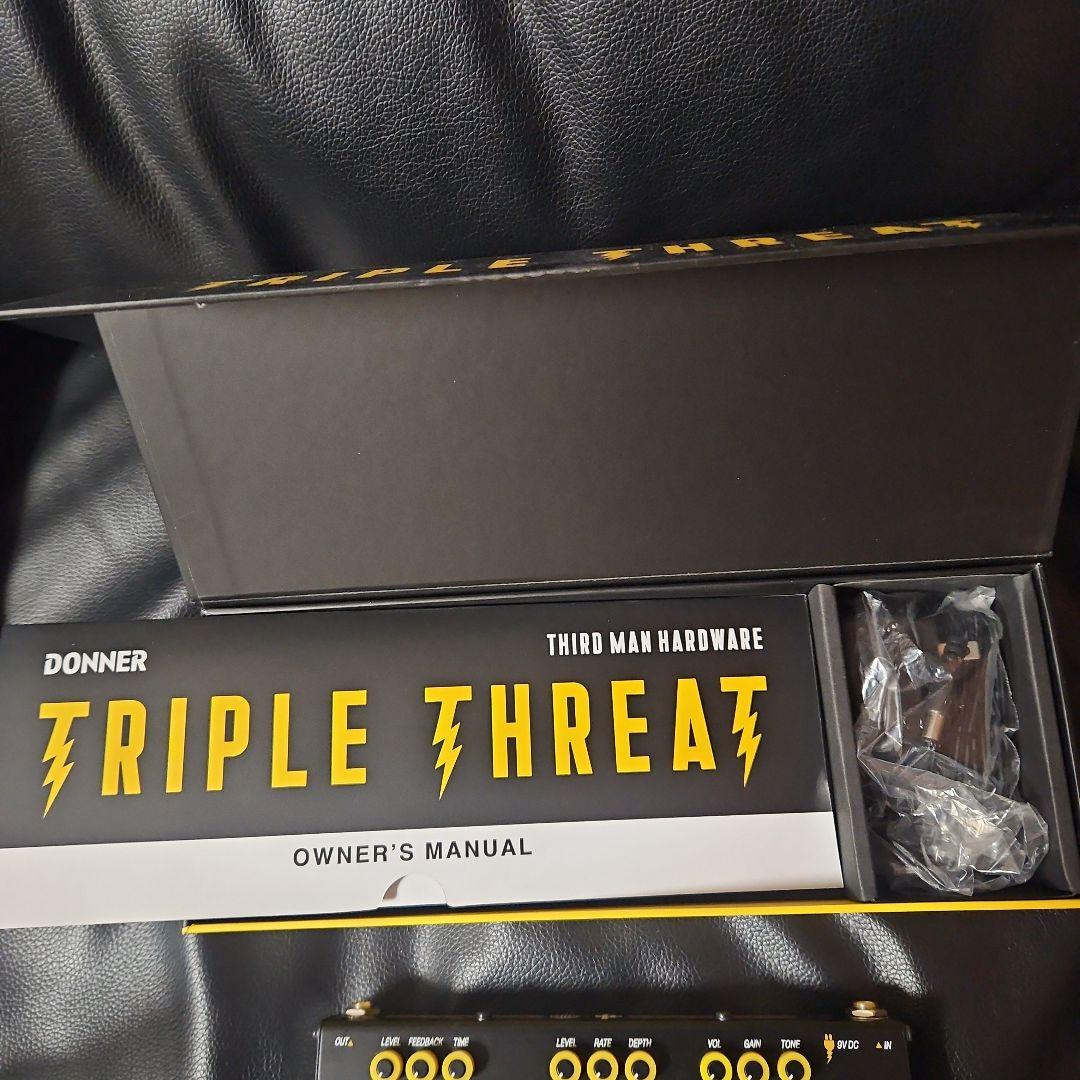 TRIPLE THREAT
DONNER
THIRD MAN HARDWARE
TRIPLE THREAT
OWNER'S MANUAL
OUT LEVEL FEEDBACK TIME LEVEL RATE DEPTH VOL GAIN TONE 9V DC IN